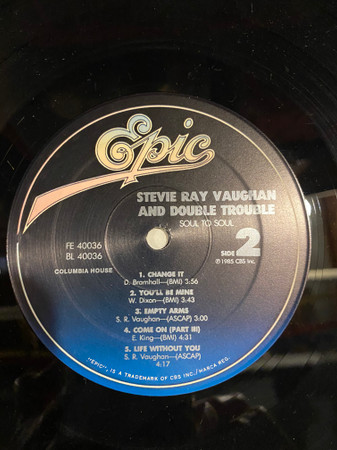 Epic
STEVIE RAY VAUGHAN
AND DOUBLE TROUBLE
SOUL TO SOUL
FE 40036
BL 40036
SIDE 2
℗ 1985 CBS Inc.
COLUMBIA HOUSE
1. CHANGE IT
D. Bramhall—(BMI) 3:56
2. YOU'LL BE MINE
W. Dixon—(BMI) 3:43
3. EMPTY ARMS
S. R. Vaughan—(ASCAP) 3:00
4. COME ON (PART III)
E. King—(BMI) 4:31
5. LIFE WITHOUT YOU
S. R. Vaughan—(ASCAP)
4:17
"EPIC", IS A TRADEMARK OF CBS INC./MARCA REG.